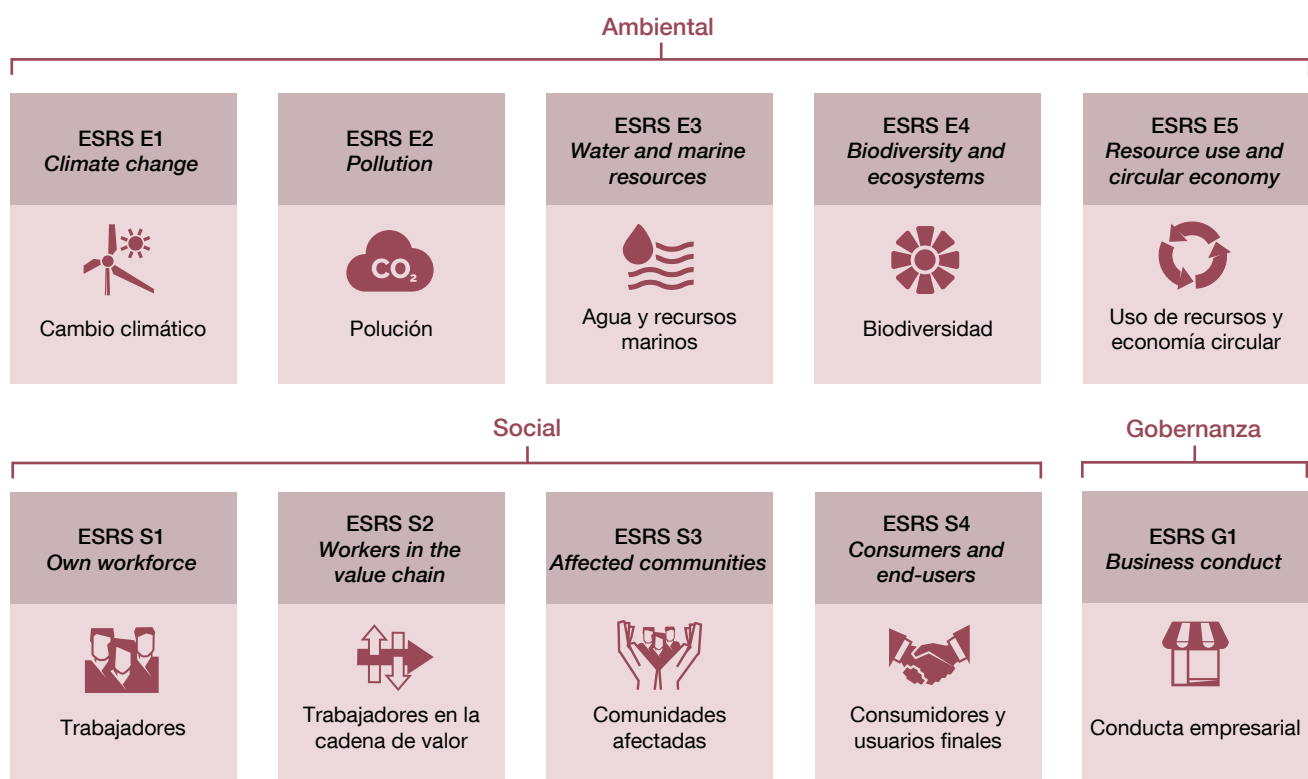 Ambiental
ESRS E1
Climate change
Cambio climático
ESRS E2
Pollution
CO₂
Polución
ESRS E3
Water and marine
resources
Agua y recursos
marinos
ESRS E4
Biodiversity and
ecosystems
Biodiversidad
ESRS E5
Resource use and
circular economy
Uso de recursos y
economía circular
Social
ESRS S1
Own workforce
Trabajadores
ESRS S2
Workers in the
value chain
Trabajadores en la
cadena de valor
ESRS S3
Affected communities
Comunidades
afectadas
ESRS S4
Consumers and
end-users
Consumidores y
usuarios finales
Gobernanza
ESRS G1
Business conduct
Conducta empresarial